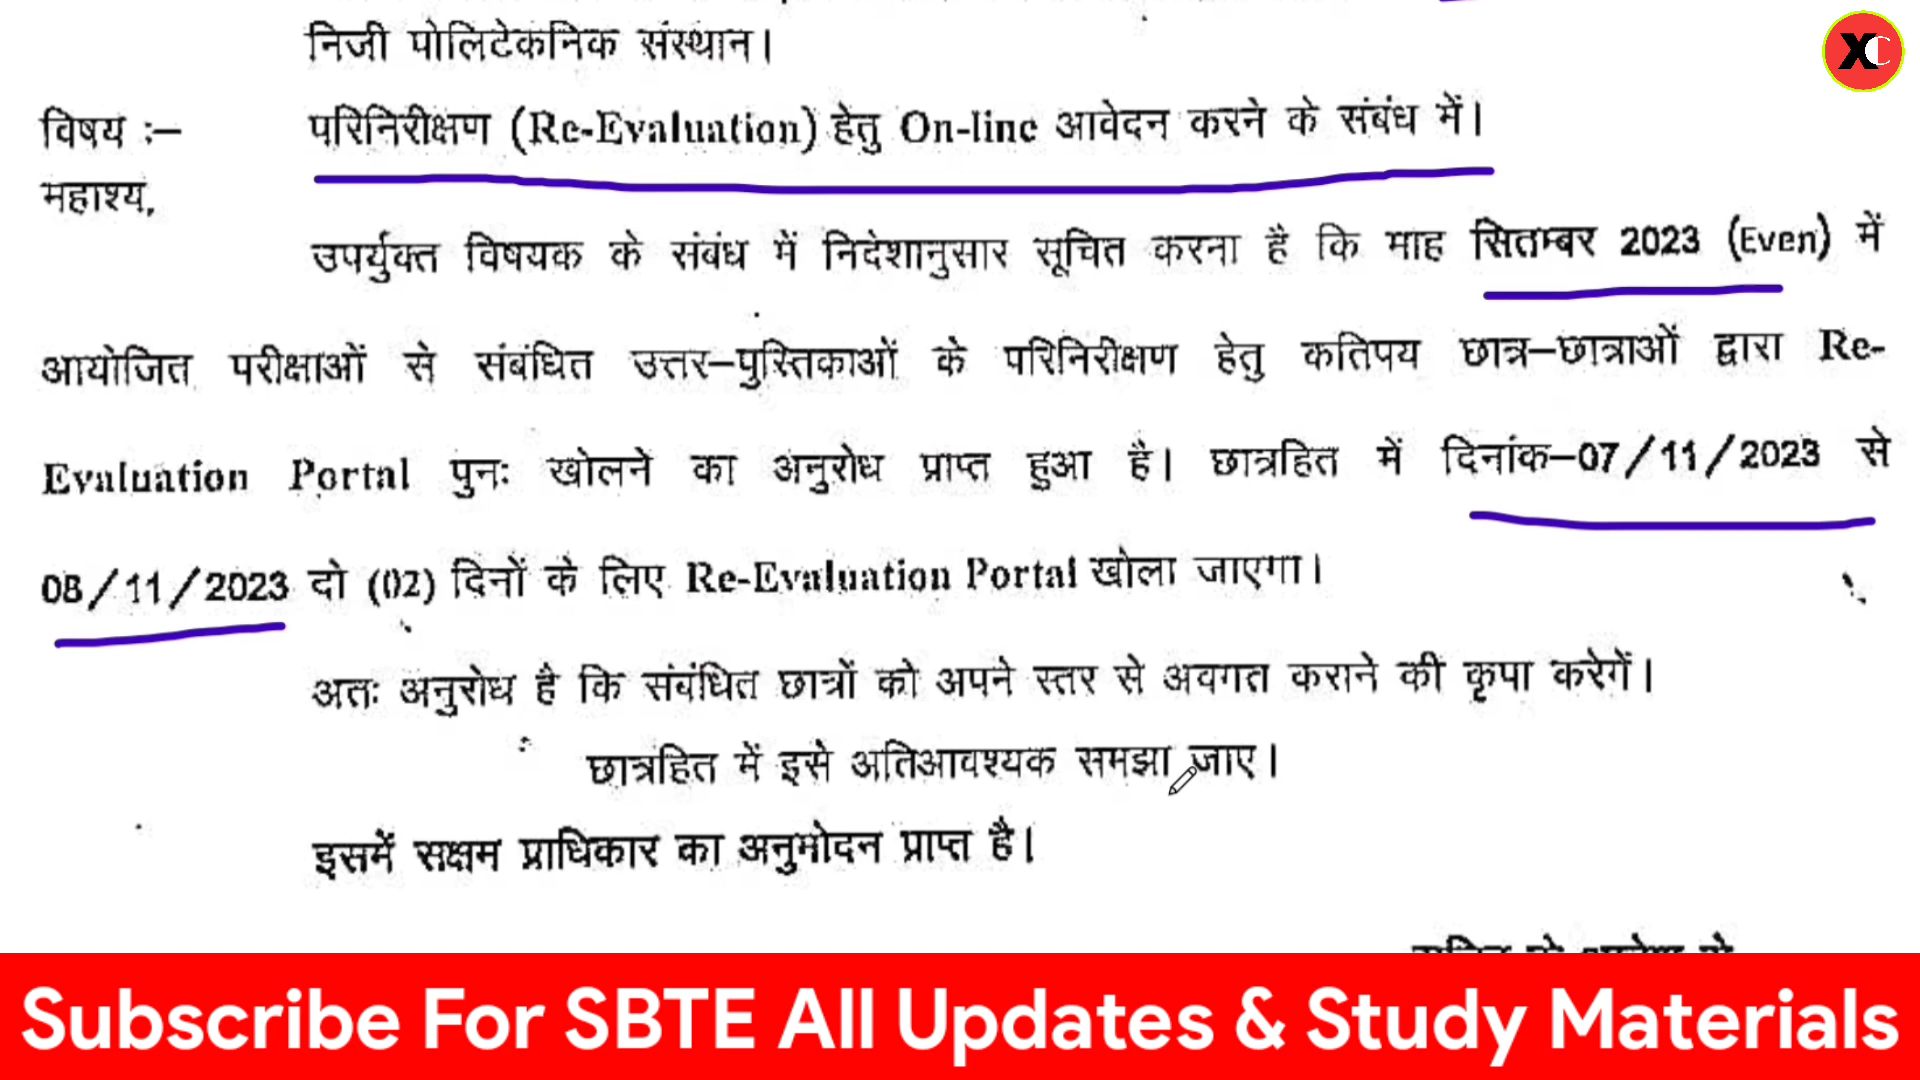 निजी पोलिटेकनिक संस्थान।
XC
विषय :– परिनिरीक्षण (Re-Evaluation) हेतु On-line आवेदन करने के संबंध में।
महाश्य,
उपर्युक्त विषयक के संबंध में निदेशानुसार सूचित करना है कि माह सितम्बर 2023 (Even) में
आयोजित परीक्षाओं से संबंधित उत्तर–पुस्तिकाओं के परिनिरीक्षण हेतु कतिपय छात्र–छात्राओं द्वारा Re-
Evaluation Portal पुनः खोलने का अनुरोध प्राप्त हुआ है। छात्रहित में दिनांक–07/11/2023 से
08/11/2023 दो (02) दिनों के लिए Re-Evaluation Portal खोला जाएगा।
अतः अनुरोध है कि संबंधित छात्रों को अपने स्तर से अवगत कराने की कृपा करेगें।
छात्रहित में इसे अतिआवश्यक समझा जाए।
इसमें सक्षम प्राधिकार का अनुमोदन प्राप्त है।
Subscribe For SBTE All Updates & Study Materials